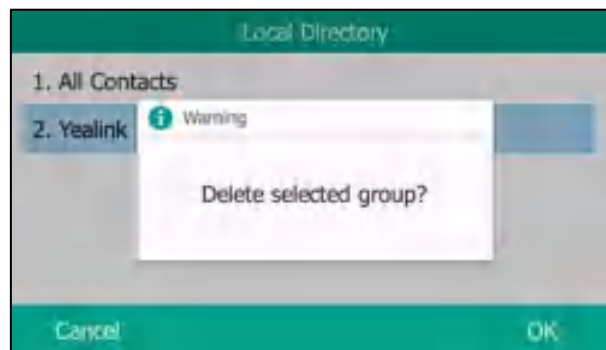 Local Directory
1. All Contacts
2. Yealink
Warning
Delete selected group?
Cancel
OK